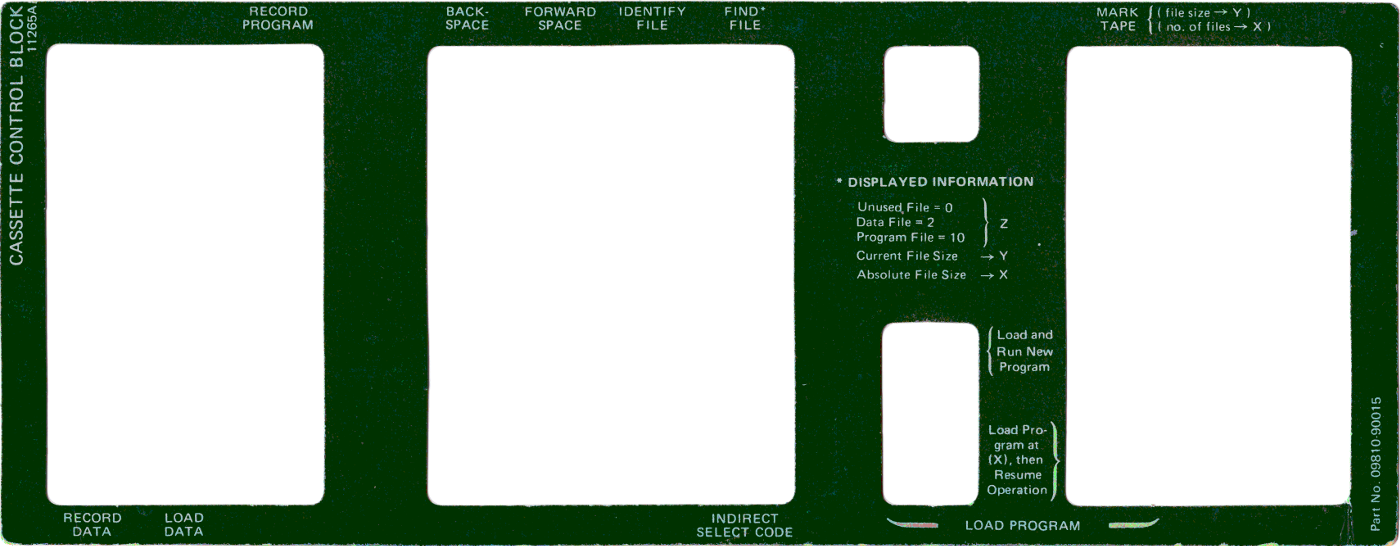 CASSETTE CONTROL BLOCK
11265A
RECORD
PROGRAM
BACK-
SPACE
FORWARD
SPACE
IDENTIFY
FILE
FIND*
FILE
MARK
TAPE
( file size → Y )
( no. of files → X )
* DISPLAYED INFORMATION
Unused File = 0
Data File = 2
Program File = 10
Z
Current File Size → Y
Absolute File Size → X
Load and
Run New
Program
Load Pro-
gram at
(X), then
Resume
Operation
RECORD
DATA
LOAD
DATA
INDIRECT
SELECT CODE
LOAD PROGRAM
Part No. 09810-90015